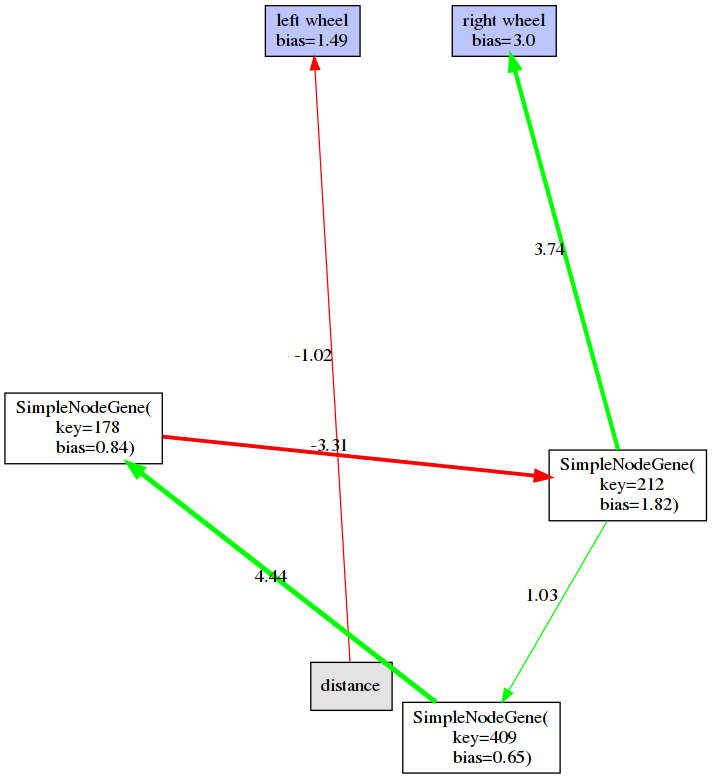 left wheel
bias=1.49
right wheel
bias=3.0
3.74
-1.02
SimpleNodeGene(
key=178
bias=0.84)
-3.31
SimpleNodeGene(
key=212
bias=1.82)
4.44
1.03
distance
SimpleNodeGene(
key=409
bias=0.65)